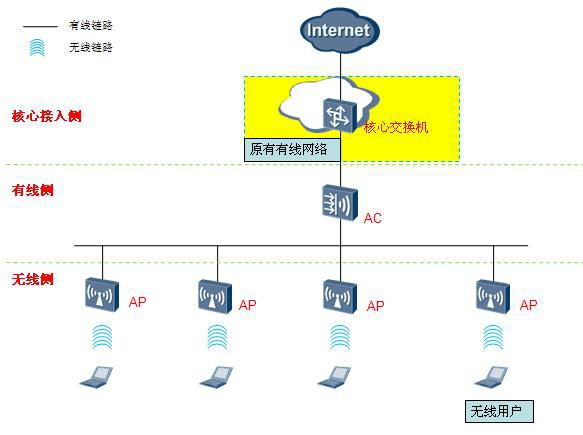 有线链路
无线链路
Internet
核心接入侧
核心交换机
原有有线网络
有线侧
AC
无线侧
AP
AP
AP
AP
无线用户